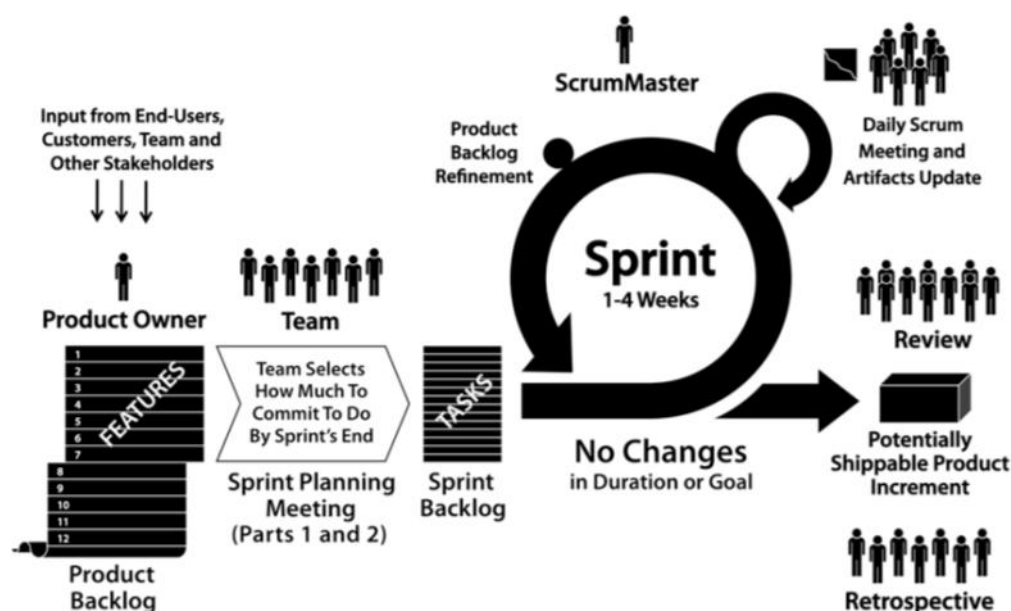 Input from End-Users,
Customers, Team and
Other Stakeholders
Product Owner
1
2
3
4
5
6
7
FEATURES
8
9
10
11
12
Product
Backlog
Team
Team Selects
How Much To
Commit To Do
By Sprint's End
Sprint Planning
Meeting
(Parts 1 and 2)
TASKS
Sprint
Backlog
ScrumMaster
Product
Backlog
Refinement
Sprint
1-4 Weeks
No Changes
in Duration or Goal
Daily Scrum
Meeting and
Artifacts Update
Review
Potentially
Shippable Product
Increment
Retrospective